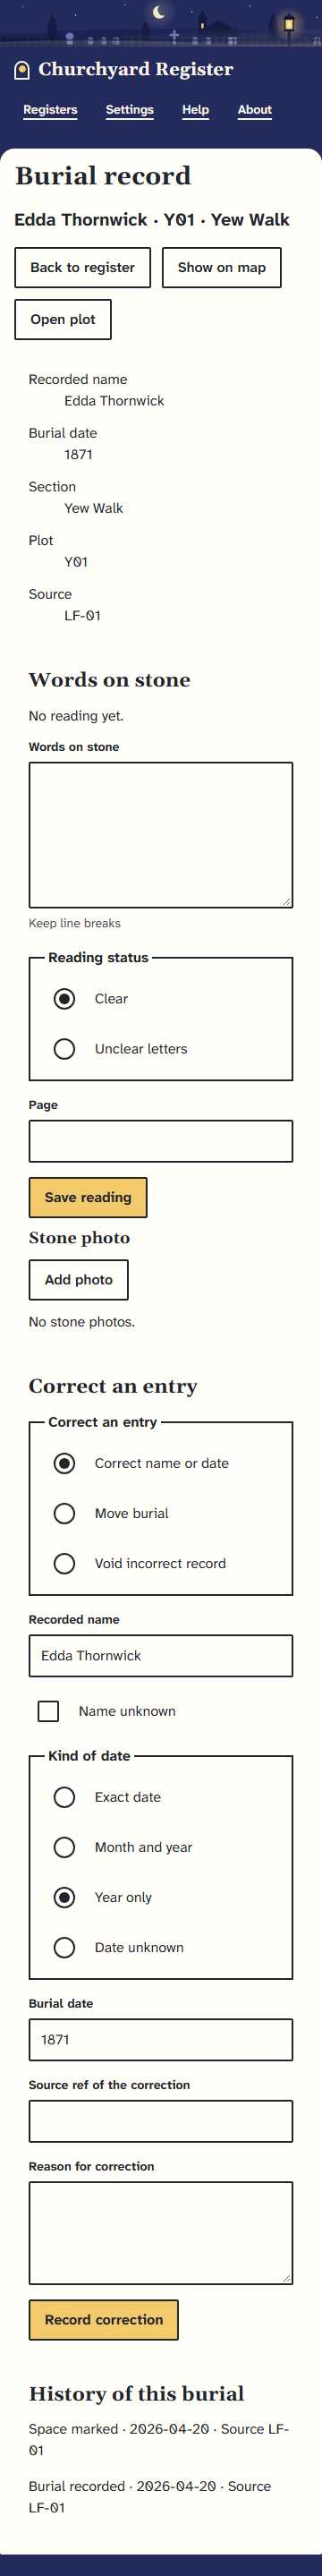 Churchyard Register
Registers Settings Help About
Burial record
Edda Thornwick · Y01 · Yew Walk
Back to register Show on map
Open plot
Recorded name
Edda Thornwick
Burial date
1871
Section
Yew Walk
Plot
Y01
Source
LF-01
Words on stone
No reading yet.
Words on stone
Keep line breaks
Reading status
Clear
Unclear letters
Page
Save reading
Stone photo
Add photo
No stone photos.
Correct an entry
Correct an entry
Correct name or date
Move burial
Void incorrect record
Recorded name
Edda Thornwick
Name unknown
Kind of date
Exact date
Month and year
Year only
Date unknown
Burial date
1871
Source ref of the correction
Reason for correction
Record correction
History of this burial
Space marked · 2026-04-20 · Source LF-
01
Burial recorded · 2026-04-20 · Source
LF-01